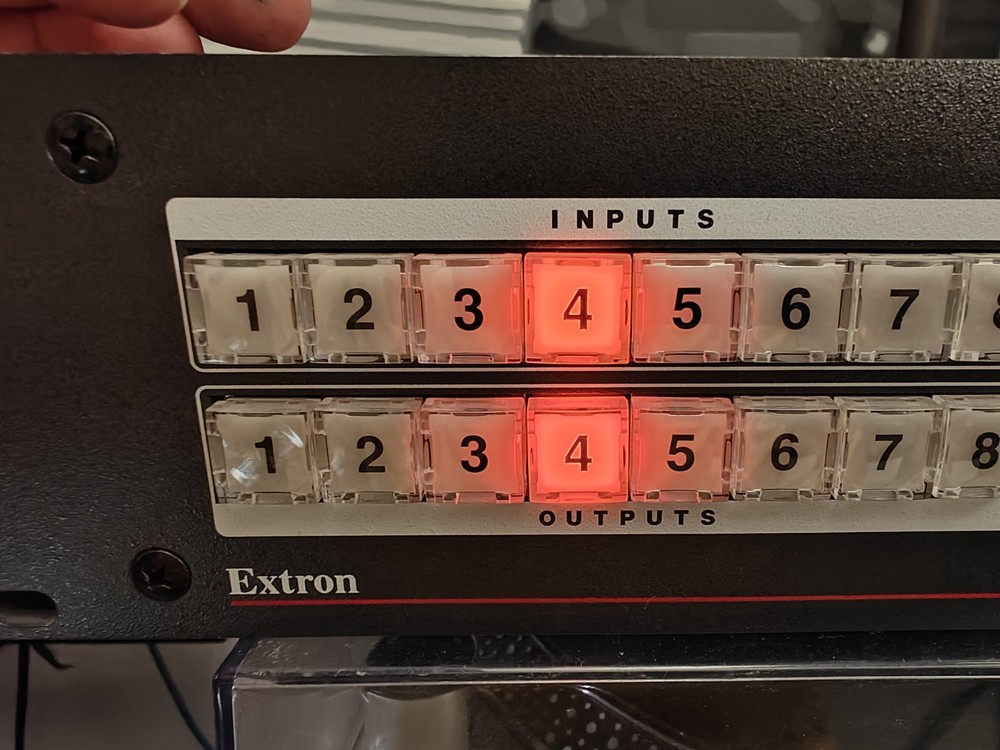 INPUTS
1 2 3 4 5 6 7
1 2 3 4 5 6 7 8
OUTPUTS
Extron